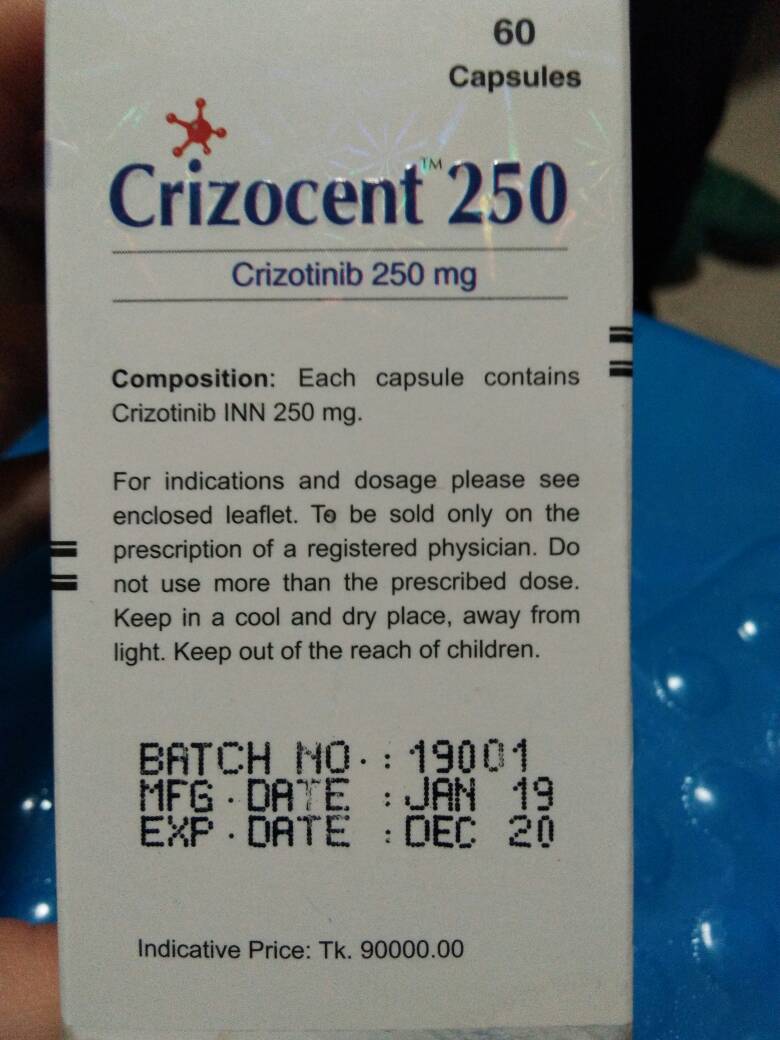 60
Capsules
Crizocent™ 250
Crizotinib 250 mg
Composition: Each capsule contains
Crizotinib INN 250 mg.
For indications and dosage please see
enclosed leaflet. To be sold only on the
prescription of a registered physician. Do
not use more than the prescribed dose.
Keep in a cool and dry place, away from
light. Keep out of the reach of children.
BATCH NO.: 19001
MFG. DATE : JAN 19
EXP. DATE : DEC 20
Indicative Price: Tk. 90000.00